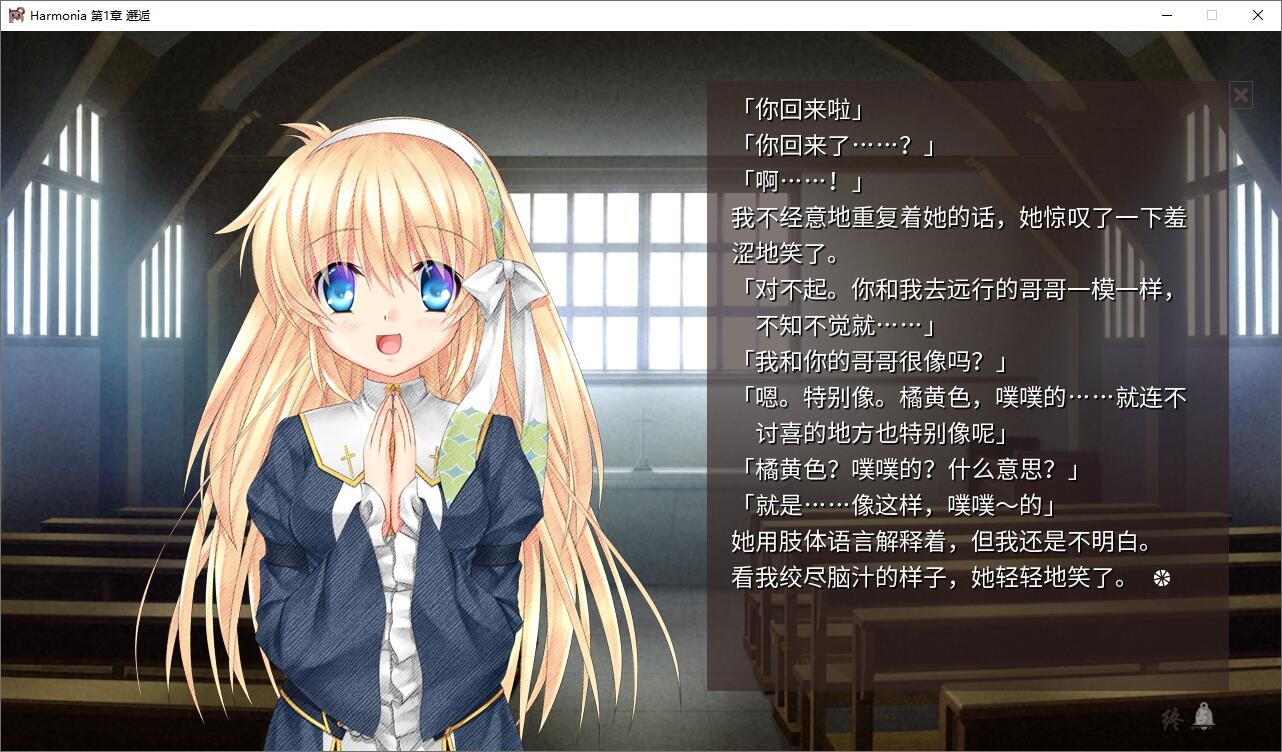 Harmonia 第1章 邂逅
「你回来啦」
「你回来了……？」
「啊……！」
我不经意地重复着她的话，她惊叹了一下羞
涩地笑了。
「对不起。你和我去远行的哥哥一模一样，
不知不觉就……」
「我和你的哥哥很像吗？」
「嗯。特别像。橘黄色，噗噗的……就连不
讨喜的地方也特别像呢」
「橘黄色？噗噗的？什么意思？」
「就是……像这样，噗噗～的」
她用肢体语言解释着，但我还是不明白。
看我绞尽脑汁的样子，她轻轻地笑了。